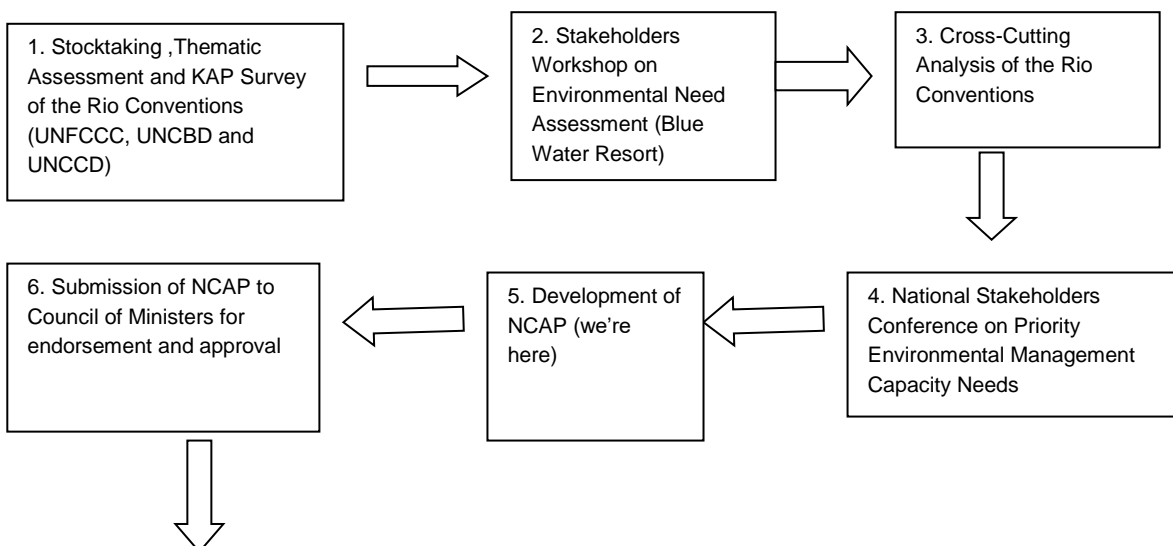 1. Stocktaking ,Thematic
Assessment and KAP Survey
of the Rio Conventions
(UNFCCC, UNCBD and
UNCCD)
2. Stakeholders
Workshop on
Environmental Need
Assessment (Blue
Water Resort)
3. Cross-Cutting
Analysis of the Rio
Conventions
4. National Stakeholders
Conference on Priority
Environmental Management
Capacity Needs
5. Development of
NCAP (we’re
here)
6. Submission of NCAP to
Council of Ministers for
endorsement and approval